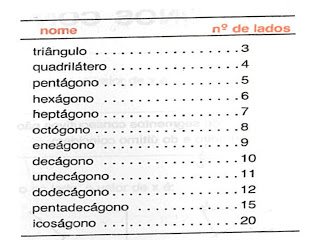 nome nº de lados
triângulo . . . . . . . . . . . . . . . . . . 3
quadrilátero . . . . . . . . . . . . . . . 4
pentágono . . . . . . . . . . . . . . . . 5
hexágono . . . . . . . . . . . . . . . . . 6
heptágono . . . . . . . . . . . . . . . . 7
octógono . . . . . . . . . . . . . . . . . 8
eneágono . . . . . . . . . . . . . . . . . 9
decágono . . . . . . . . . . . . . . . . . 10
undecágono . . . . . . . . . . . . . . . 11
dodecágono . . . . . . . . . . . . . . . 12
pentadecágono . . . . . . . . . . . . 15
icoságono . . . . . . . . . . . . . . . . 20